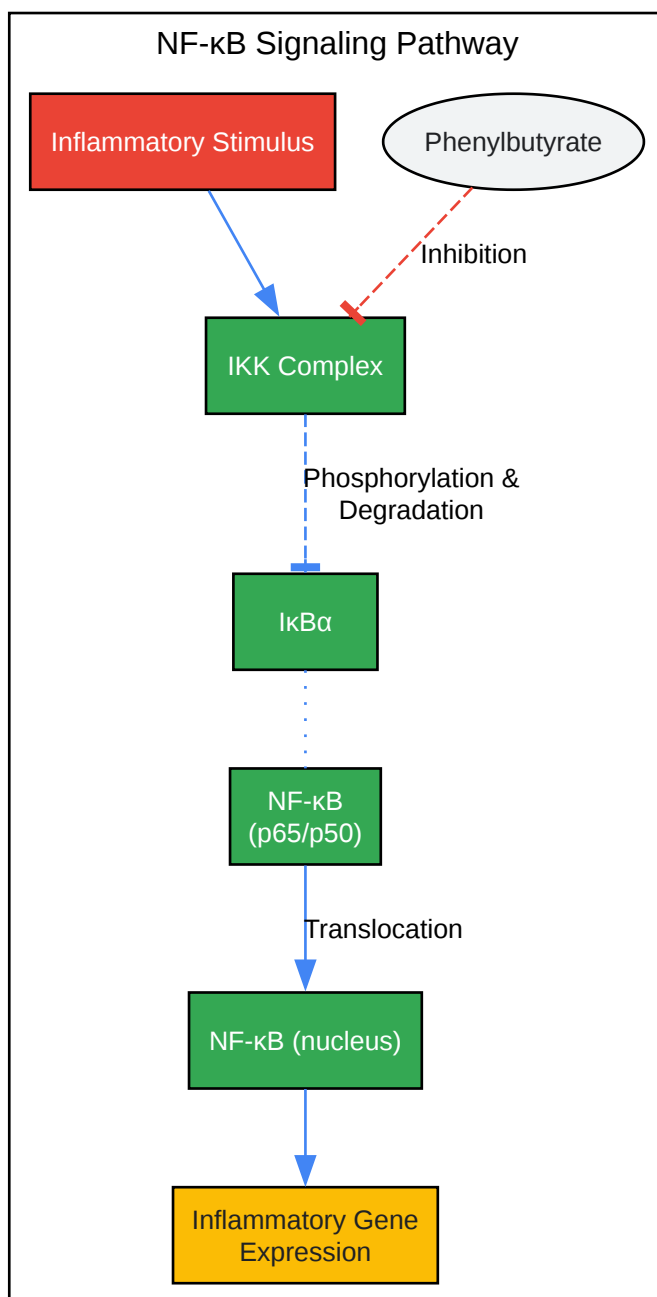 NF-κB Signaling Pathway
Inflammatory Stimulus
Phenylbutyrate
Inhibition
IKK Complex
Phosphorylation &
Degradation
IκBα
NF-κB
(p65/p50)
Translocation
NF-κB (nucleus)
Inflammatory Gene
Expression